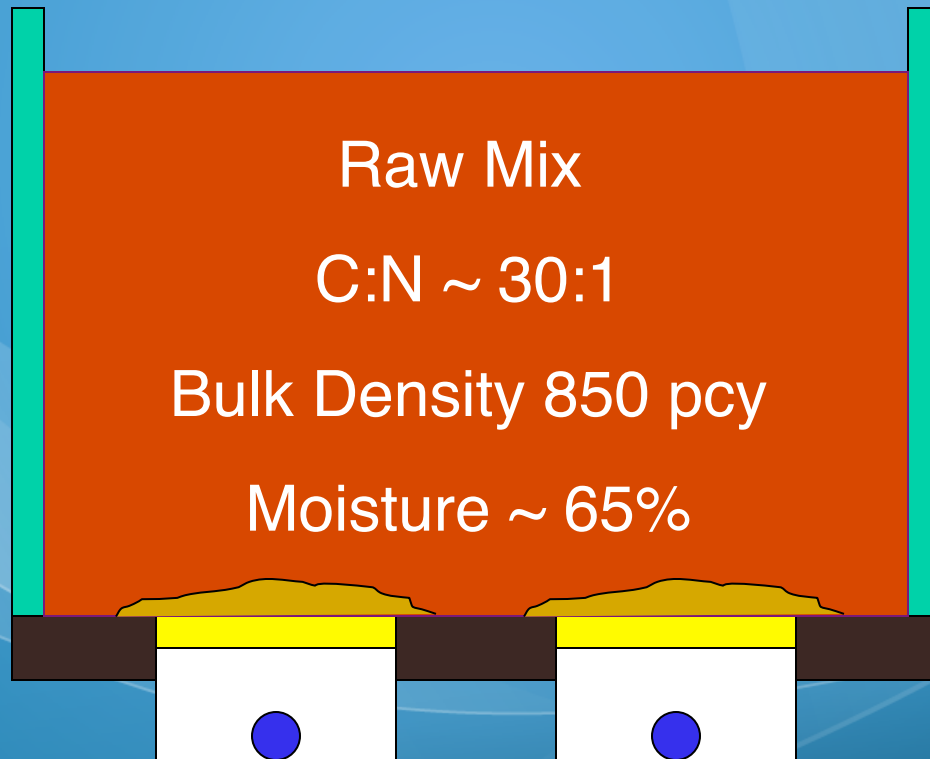 Raw Mix
C:N ~ 30:1
Bulk Density 850 pcy
Moisture ~ 65%